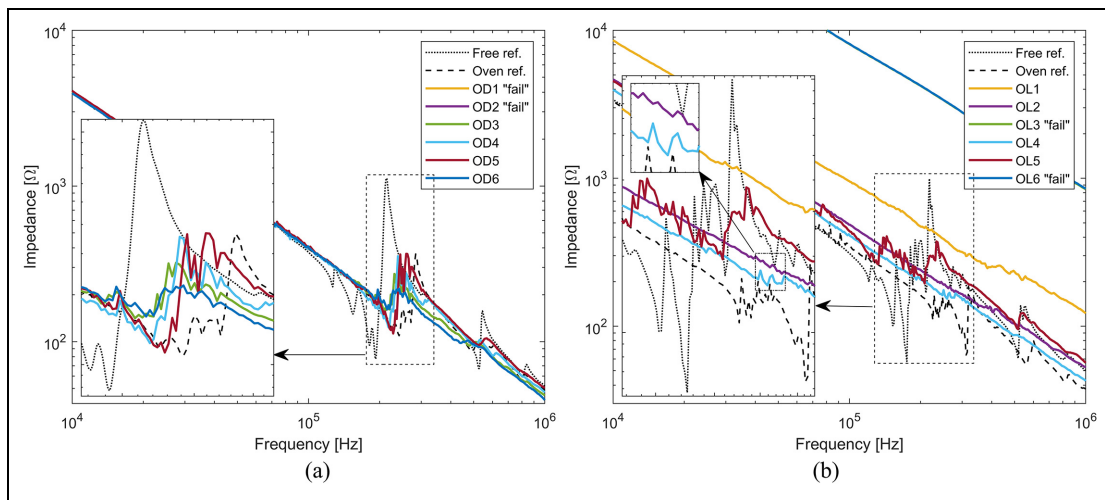 10^4
10^3
10^2
10^4
10^5
10^6
Impedance [Ω]
Frequency [Hz]
Free ref.
Oven ref.
OD1 "fail"
OD2 "fail"
OD3
OD4
OD5
OD6
(a)
10^4
10^3
10^2
10^4
10^5
10^6
Impedance [Ω]
Frequency [Hz]
Free ref.
Oven ref.
OL1
OL2
OL3 "fail"
OL4
OL5
OL6 "fail"
(b)